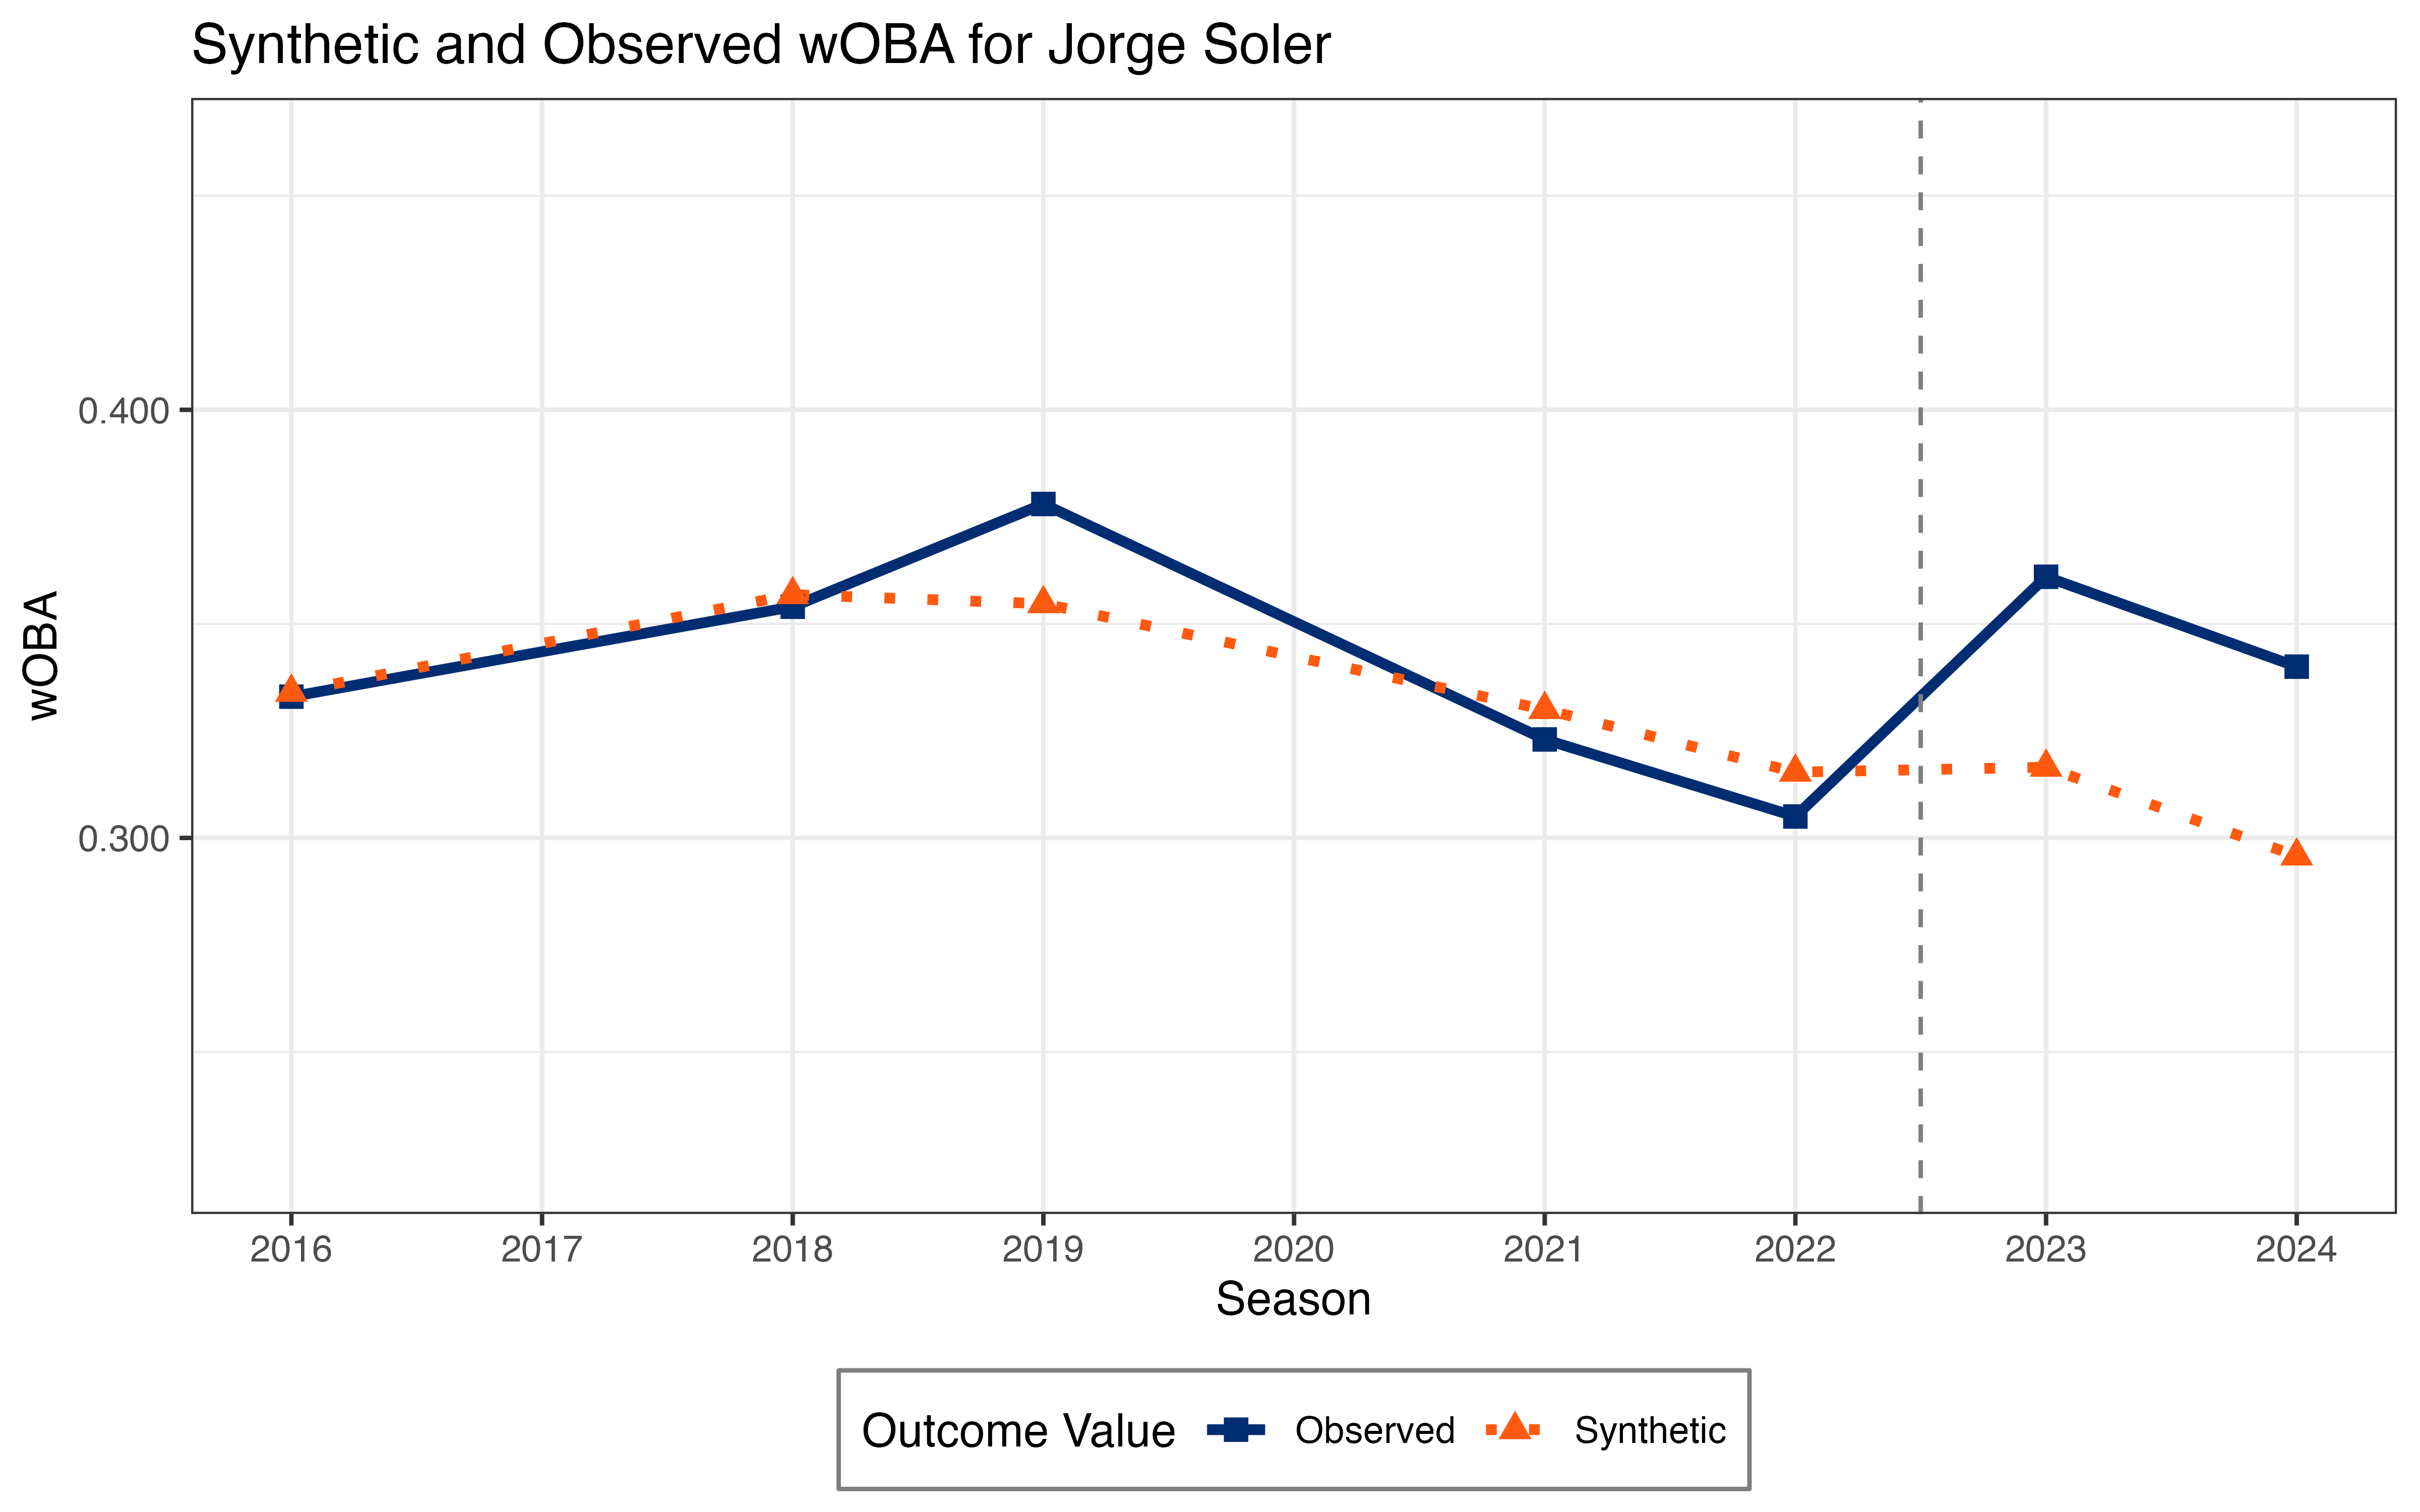 Synthetic and Observed wOBA for Jorge Soler
wOBA
0.400
0.300
2016 2017 2018 2019 2020 2021 2022 2023 2024
Season
Outcome Value Observed Synthetic